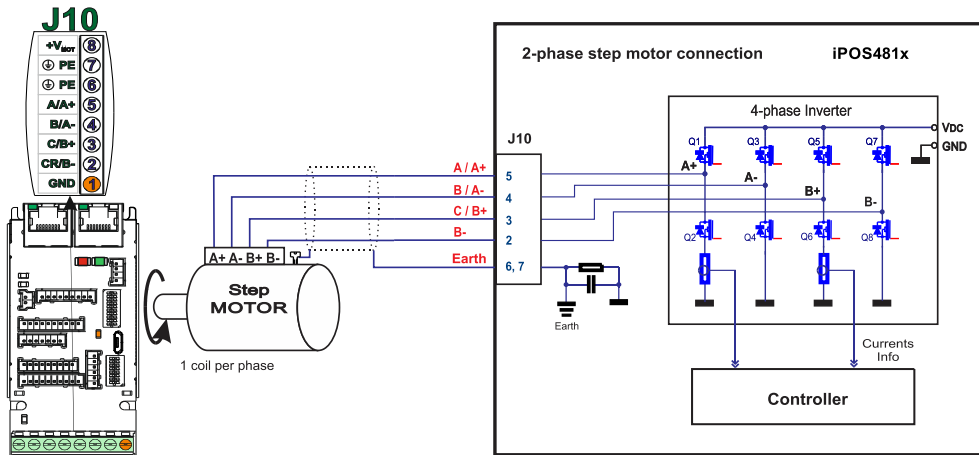 J10
+VMOT 8
PE 7
PE 6
A/A+ 5
B/A- 4
C/B+ 3
CR/B- 2
GND 1
A+ A- B+ B-
Step
MOTOR
1 coil per phase
2-phase step motor connection iPOS481x
J10
A / A+ 5
B / A- 4
C / B+ 3
B- 2
Earth 6, 7
Earth
4-phase Inverter
VDC
GND
Q1 Q3 Q5 Q7
A+ A- B+ B-
Q2 Q4 Q6 Q8
Currents
Info
Controller